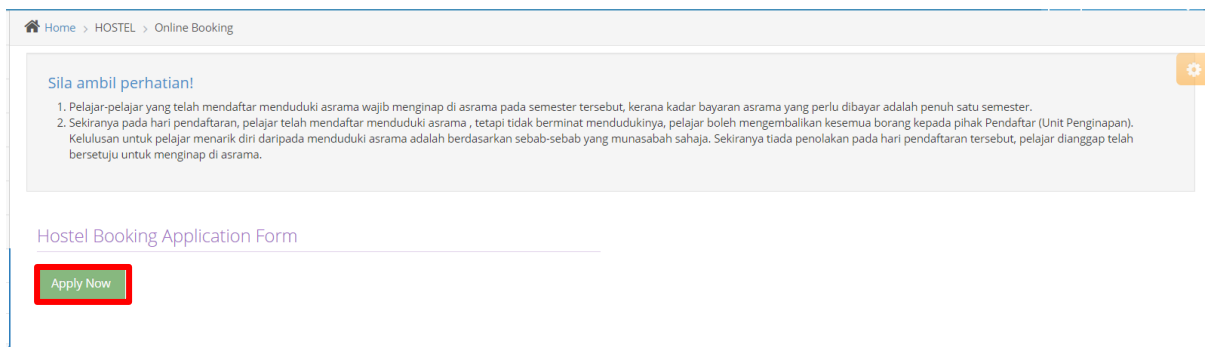 Home > HOSTEL > Online Booking
Sila ambil perhatian!
1. Pelajar-pelajar yang telah mendaftar menduduki asrama wajib menginap di asrama pada semester tersebut, kerana kadar bayaran asrama yang perlu dibayar adalah penuh satu semester.
2. Sekiranya pada hari pendaftaran, pelajar telah mendaftar menduduki asrama , tetapi tidak berminat mendudukinya, pelajar boleh mengembalikan kesemua borang kepada pihak Pendaftar (Unit Penginapan).
Kelulusan untuk pelajar menarik diri daripada menduduki asrama adalah berdasarkan sebab-sebab yang munasabah sahaja. Sekiranya tiada penolakan pada hari pendaftaran tersebut, pelajar dianggap telah
bersetuju untuk menginap di asrama.
Hostel Booking Application Form
Apply Now